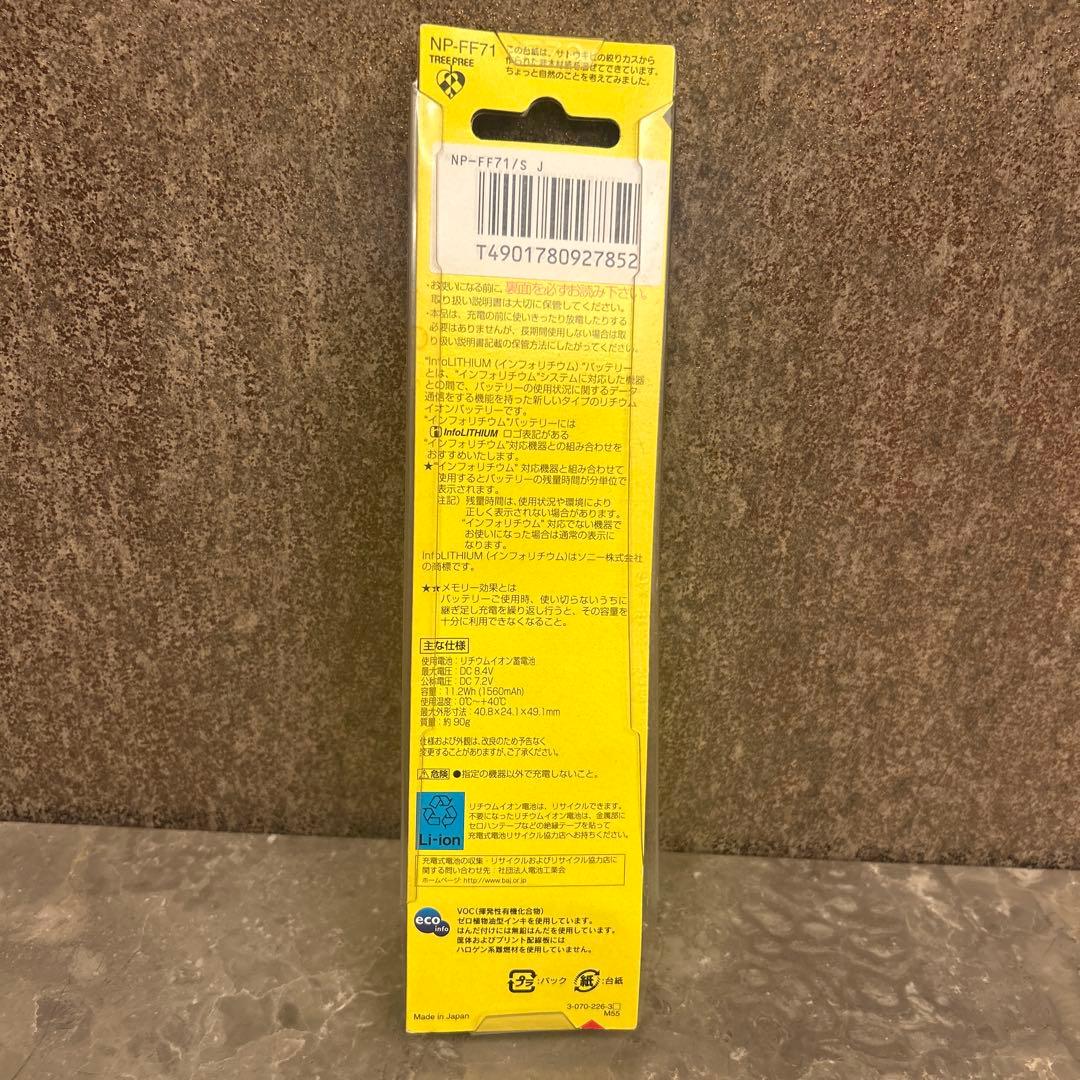 NP-FF71
TREE FREE
この台紙は、サトウキビの絞りカスから
作られた非木材紙を混ぜてできています。
ちょっと自然のことを考えてみました。
NP-FF71/S J
T4901780927852
・お使いになる前に、裏面を必ずお読み下さい。
取り扱い説明書は大切に保管してください。
・本品は、充電の前に使いきったり放電したりする
必要はありませんが、長期間使用しない場合は取
り扱い説明書記載の保管方法にしたがってください。
"InfoLITHIUM (インフォリチウム) "バッテリー
とは、"インフォリチウム"システムに対応した機器
との間で、バッテリーの使用状況に関するデータ
通信をする機能を持った新しいタイプのリチウム
イオンバッテリーです。
"インフォリチウム"バッテリーには
InfoLITHIUM ロゴ表記がある
"インフォリチウム"対応機器との組み合わせを
おすすめいたします。
★"インフォリチウム" 対応機器と組み合わせて
使用するとバッテリーの残量時間が分単位で
表示されます。
注記) 残量時間は、使用状況や環境により
正しく表示されない場合があります。
"インフォリチウム" 対応でない機器で
お使いになった場合は通常の表示に
なります。
InfoLITHIUM (インフォリチウム)はソニー株式会社
の商標です。
★★メモリー効果とは
バッテリーご使用時、使い切らないうちに
継ぎ足し充電を繰り返し行うと、その容量を
十分に利用できなくなること。
主な仕様
使用電池：リチウムイオン蓄電池
最大電圧：DC 8.4V
公称電圧：DC 7.2V
容量：11.2Wh (1560mAh)
使用温度：0℃～+40℃
最大外形寸法：40.8×24.1×49.1mm
質量：約 90g
仕様および外観は、改良のため予告なく
変更することがありますが、ご了承ください。
⚠危険 ●指定の機器以外で充電しないこと。
Li-ion
リチウムイオン電池は、リサイクルできます。
不要になったリチウムイオン電池は、金属部に
セロハンテープなどの絶縁テープを貼って
充電式電池リサイクル協力店へお持ちください。
充電式電池の収集・リサイクルおよびリサイクル協力店に
関する問い合わせ先：社団法人電池工業会
ホームページ: http://www.baj.or.jp
eco info
VOC(揮発性有機化合物)
ゼロ植物油型インキを使用しています。
はんだ付けには無鉛はんだを使用しています。
筐体およびプリント配線板には
ハロゲン系難燃材を使用していません。
プラ：パック 紙：台紙
3-070-226-3□
Made in Japan
M55